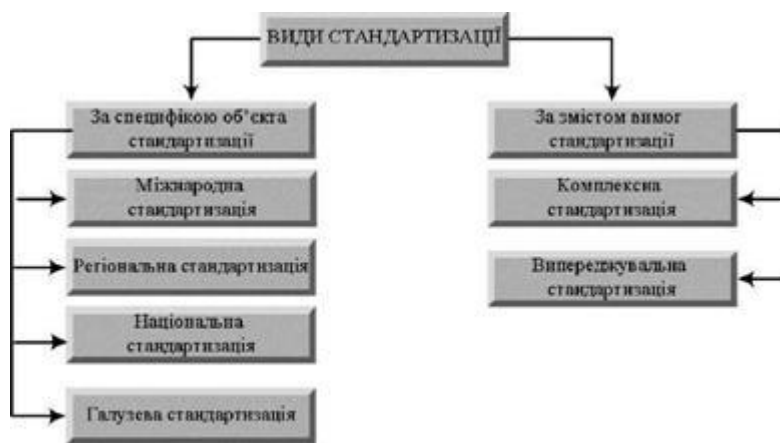 ВИДИ СТАНДАРТИЗАЦІЇ
За специфікою об’єкта
стандартизації
Міжнародна
стандартизація
Регіональна стандартизація
Національна
стандартизація
Галузева стандартизація
За змістом вимог
стандартизації
Комплексна
стандартизація
Випереджувальна
стандартизація